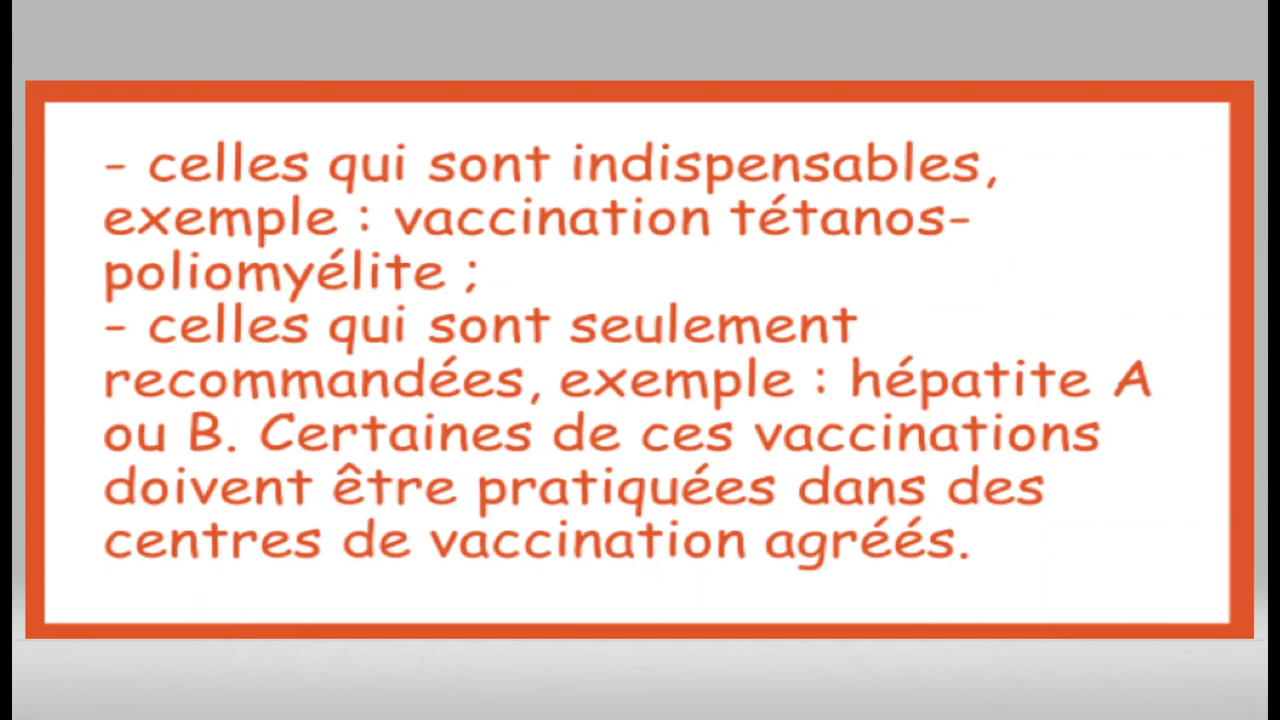 - celles qui sont indispensables,
exemple : vaccination tétanos-
poliomyélite ;
- celles qui sont seulement
recommandées, exemple : hépatite A
ou B. Certaines de ces vaccinations
doivent être pratiquées dans des
centres de vaccination agréés.